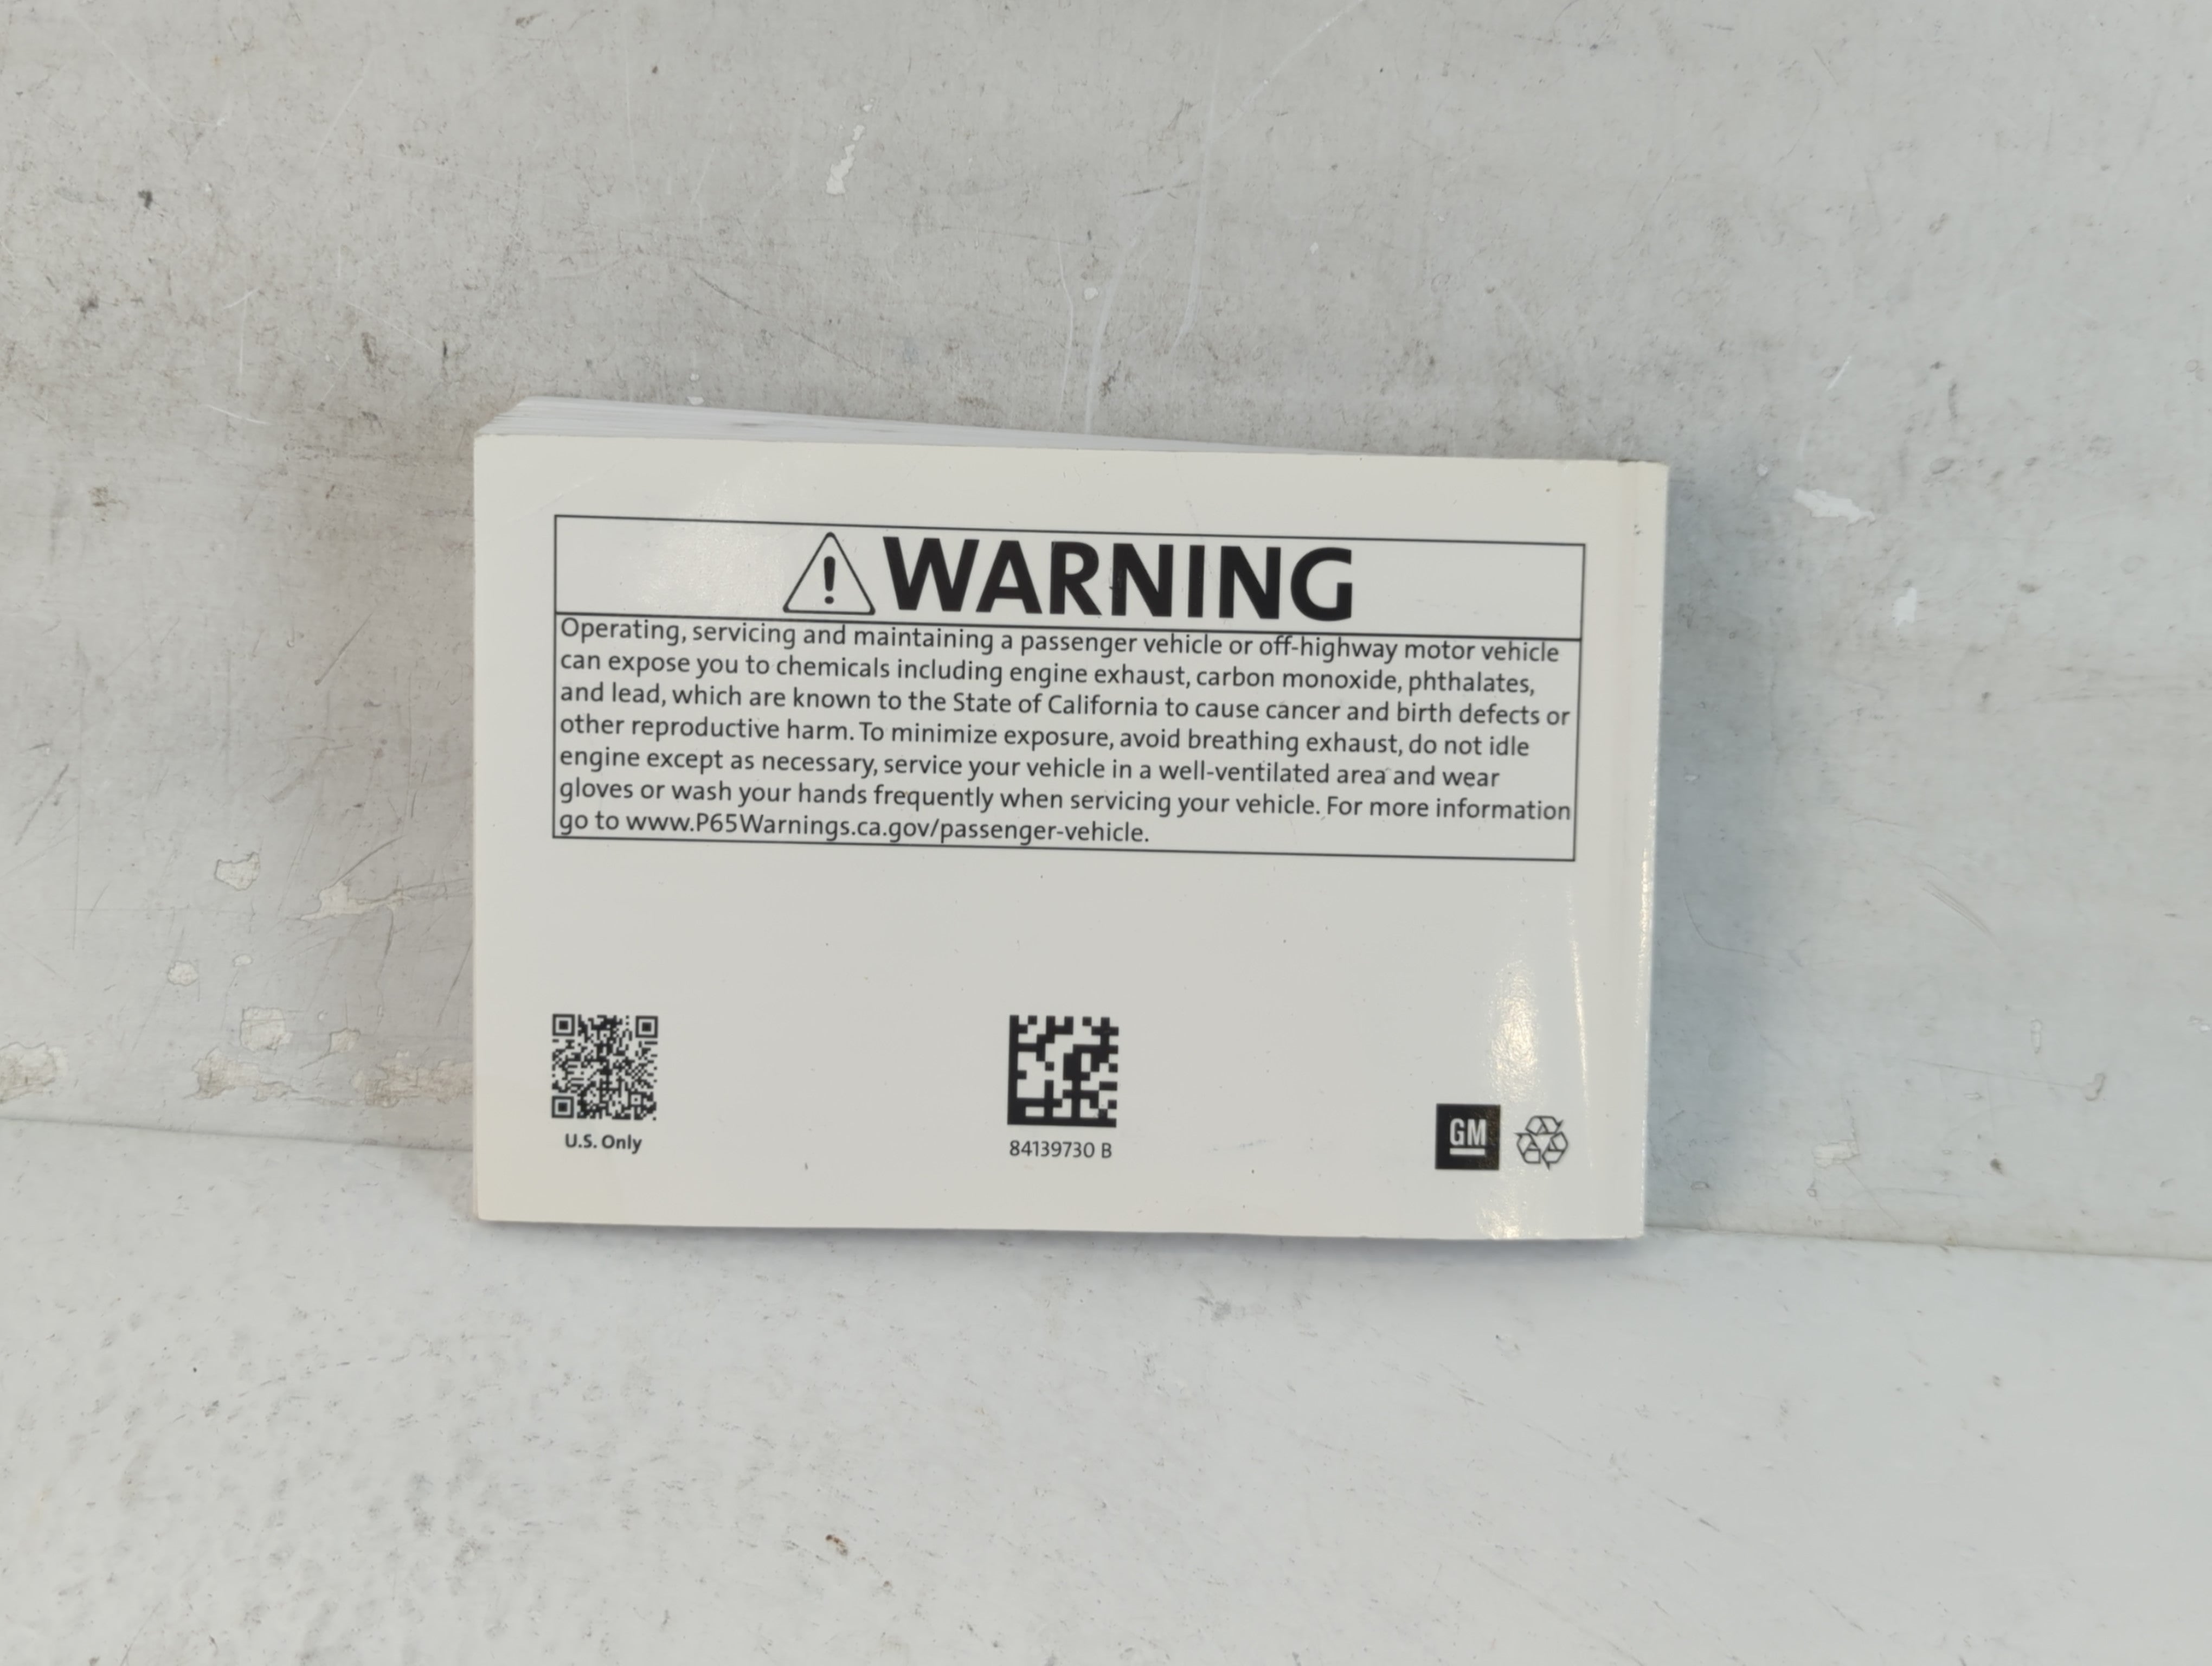 WARNING
Operating, servicing and maintaining a passenger vehicle or off-highway motor vehicle
can expose you to chemicals including engine exhaust, carbon monoxide, phthalates,
and lead, which are known to the State of California to cause cancer and birth defects or
other reproductive harm. To minimize exposure, avoid breathing exhaust, do not idle
engine except as necessary, service your vehicle in a well-ventilated area and wear
gloves or wash your hands frequently when servicing your vehicle. For more information
go to www.P65Warnings.ca.gov/passenger-vehicle.
U.S. Only
84139730 B
GM